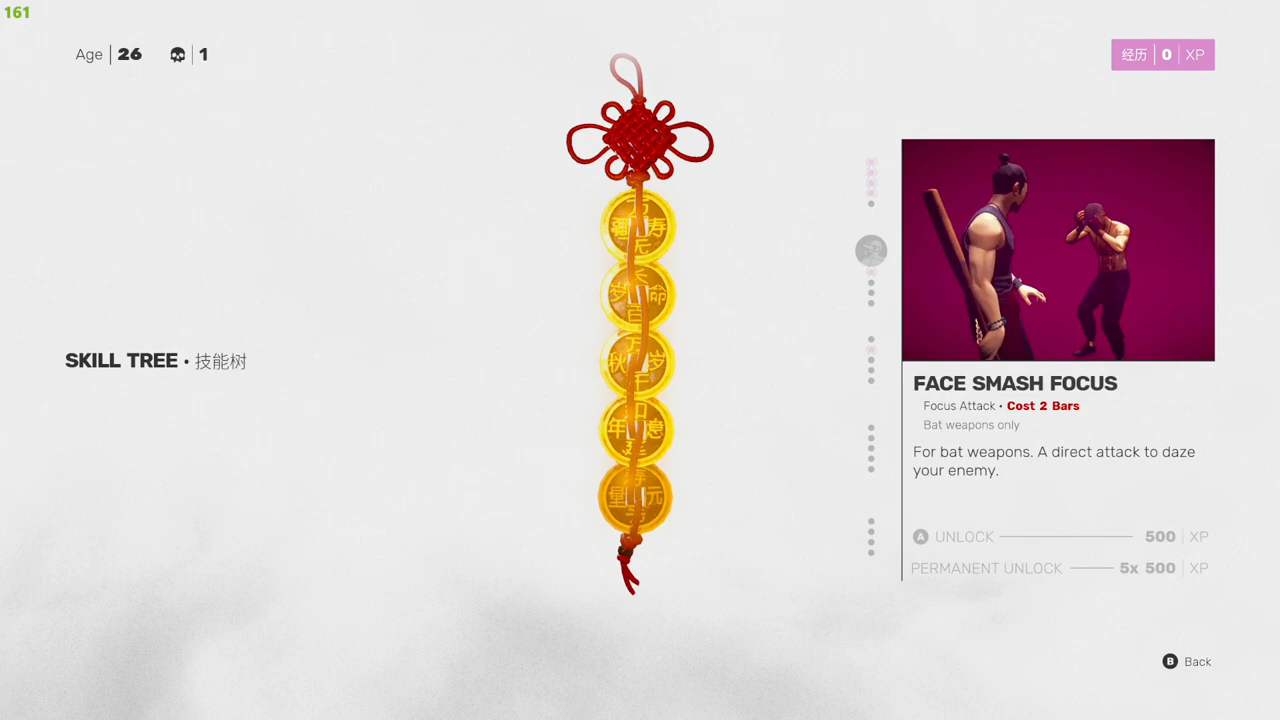 161
Age 26 1
经历 0 XP
SKILL TREE • 技能树
FACE SMASH FOCUS
Focus Attack • Cost 2 Bars
Bat weapons only
For bat weapons. A direct attack to daze
your enemy.
A UNLOCK 500 XP
PERMANENT UNLOCK 5x 500 XP
B Back